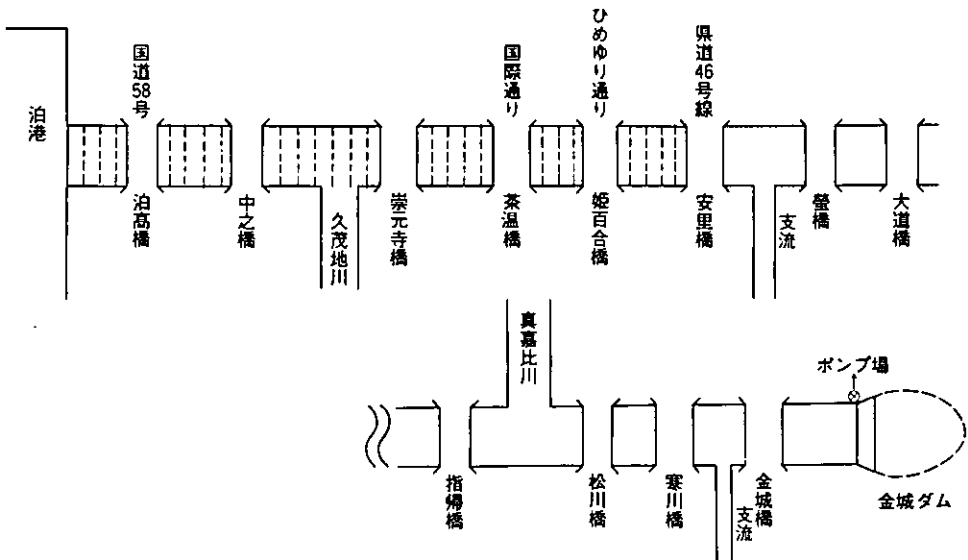 泊港
国道58号
泊高橋
中之橋
久茂地川
崇元寺橋
国際通り
茶温橋
ひめゆり通り
姫百合橋
県道46号線
安里橋
支流
螢橋
大道橋
真嘉比川
指帰橋
松川橋
寒川橋
支流
金城橋
ポンプ場
金城ダム